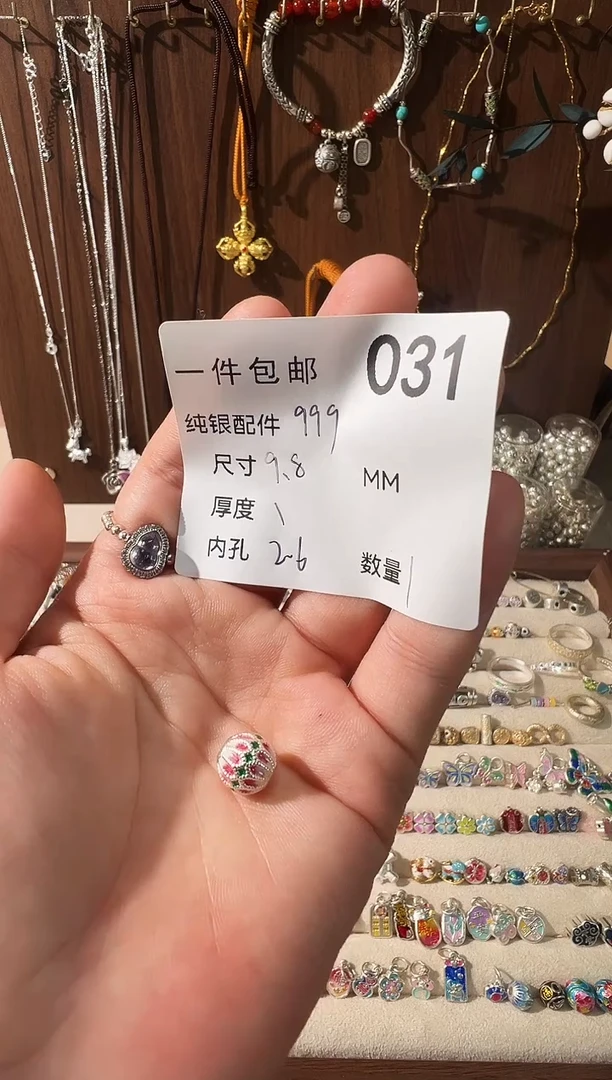 一件包邮 031
纯银配件 999
尺寸 9.8 MM
厚度 \
内孔 2.6 数量 1